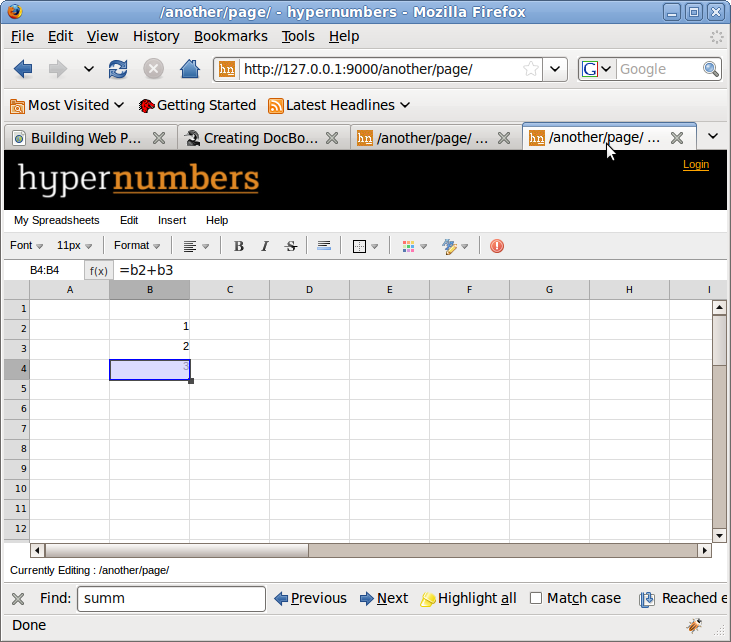 /another/page/ - hypernumbers - Mozilla Firefox
File Edit View History Bookmarks Tools Help
hn http://127.0.0.1:9000/another/page/ G Google
Most Visited Getting Started Latest Headlines
Building Web P... Creating DocBo... hn /another/page/ ... hn /another/page/ ...
hypernumbers Login
My Spreadsheets Edit Insert Help
Font 11px Format B I S
B4:B4 f(x) =b2+b3
A B C D E F G H I
1
2 1
3 2
4 3
5
6
7
8
9
10
11
12
Currently Editing : /another/page/
Find: summ Previous Next Highlight all Match case Reached e
Done